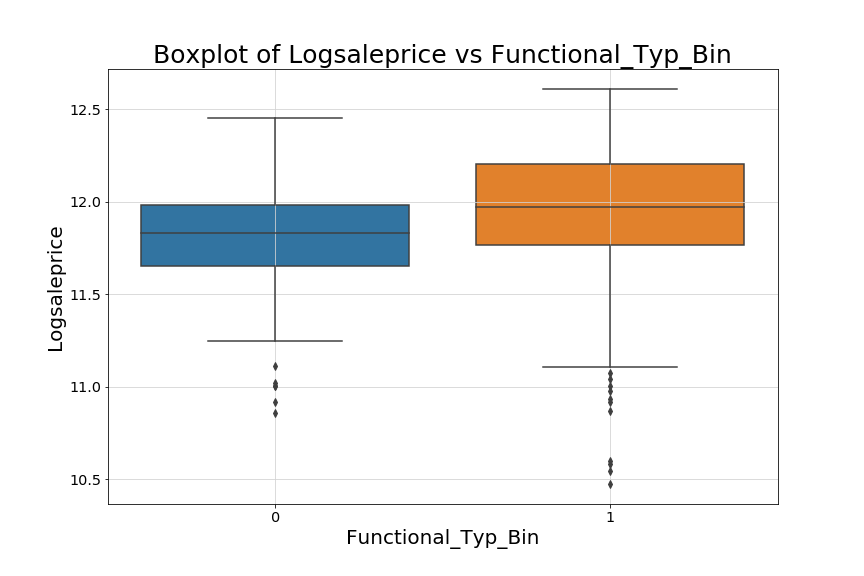 Boxplot of Logsaleprice vs Functional_Typ_Bin
12.5
12.0
11.5
11.0
10.5
Logsaleprice
0 1
Functional_Typ_Bin